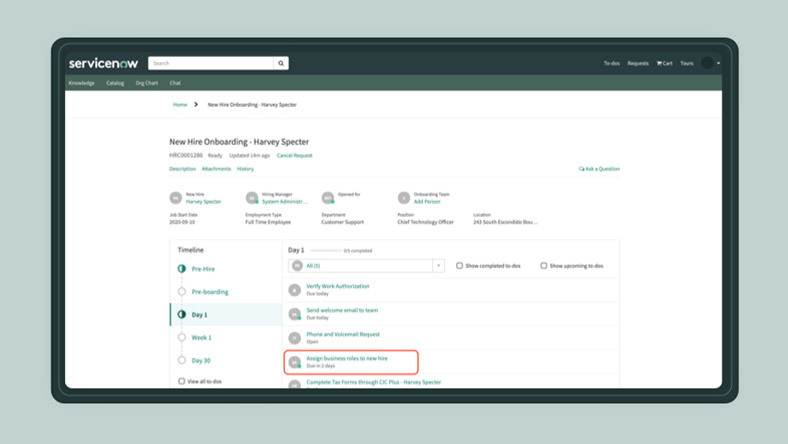 servicenow
Search
To-dos Requests Cart Tours
Knowledge Catalog Org Chart Chat
Home > New Hire Onboarding - Harvey Specter
New Hire Onboarding - Harvey Specter
HRC0001286 Ready Updated 14m ago Cancel Request
Description Attachments History
Ask a Question
New Hire
Harvey Specter
Hiring Manager
System Administr...
Opened for
Onboarding Team
Add Person
Job Start Date
2020-09-10
Employment Type
Full Time Employee
Department
Customer Support
Position
Chief Technology Officer
Location
243 South Escondido Bou...
Timeline
Pre-Hire
Pre-boarding
Day 1
Week 1
Day 30
View all to dos
Day 1 0/5 completed
All (5)
Show completed to-dos
Show upcoming to-dos
Verify Work Authorization
Due today
Send welcome email to team
Due today
Phone and Voicemail Request
Open
Assign business roles to new hire
Due in 2 days
Complete Tax Forms through CIC Plus - Harvey Specter